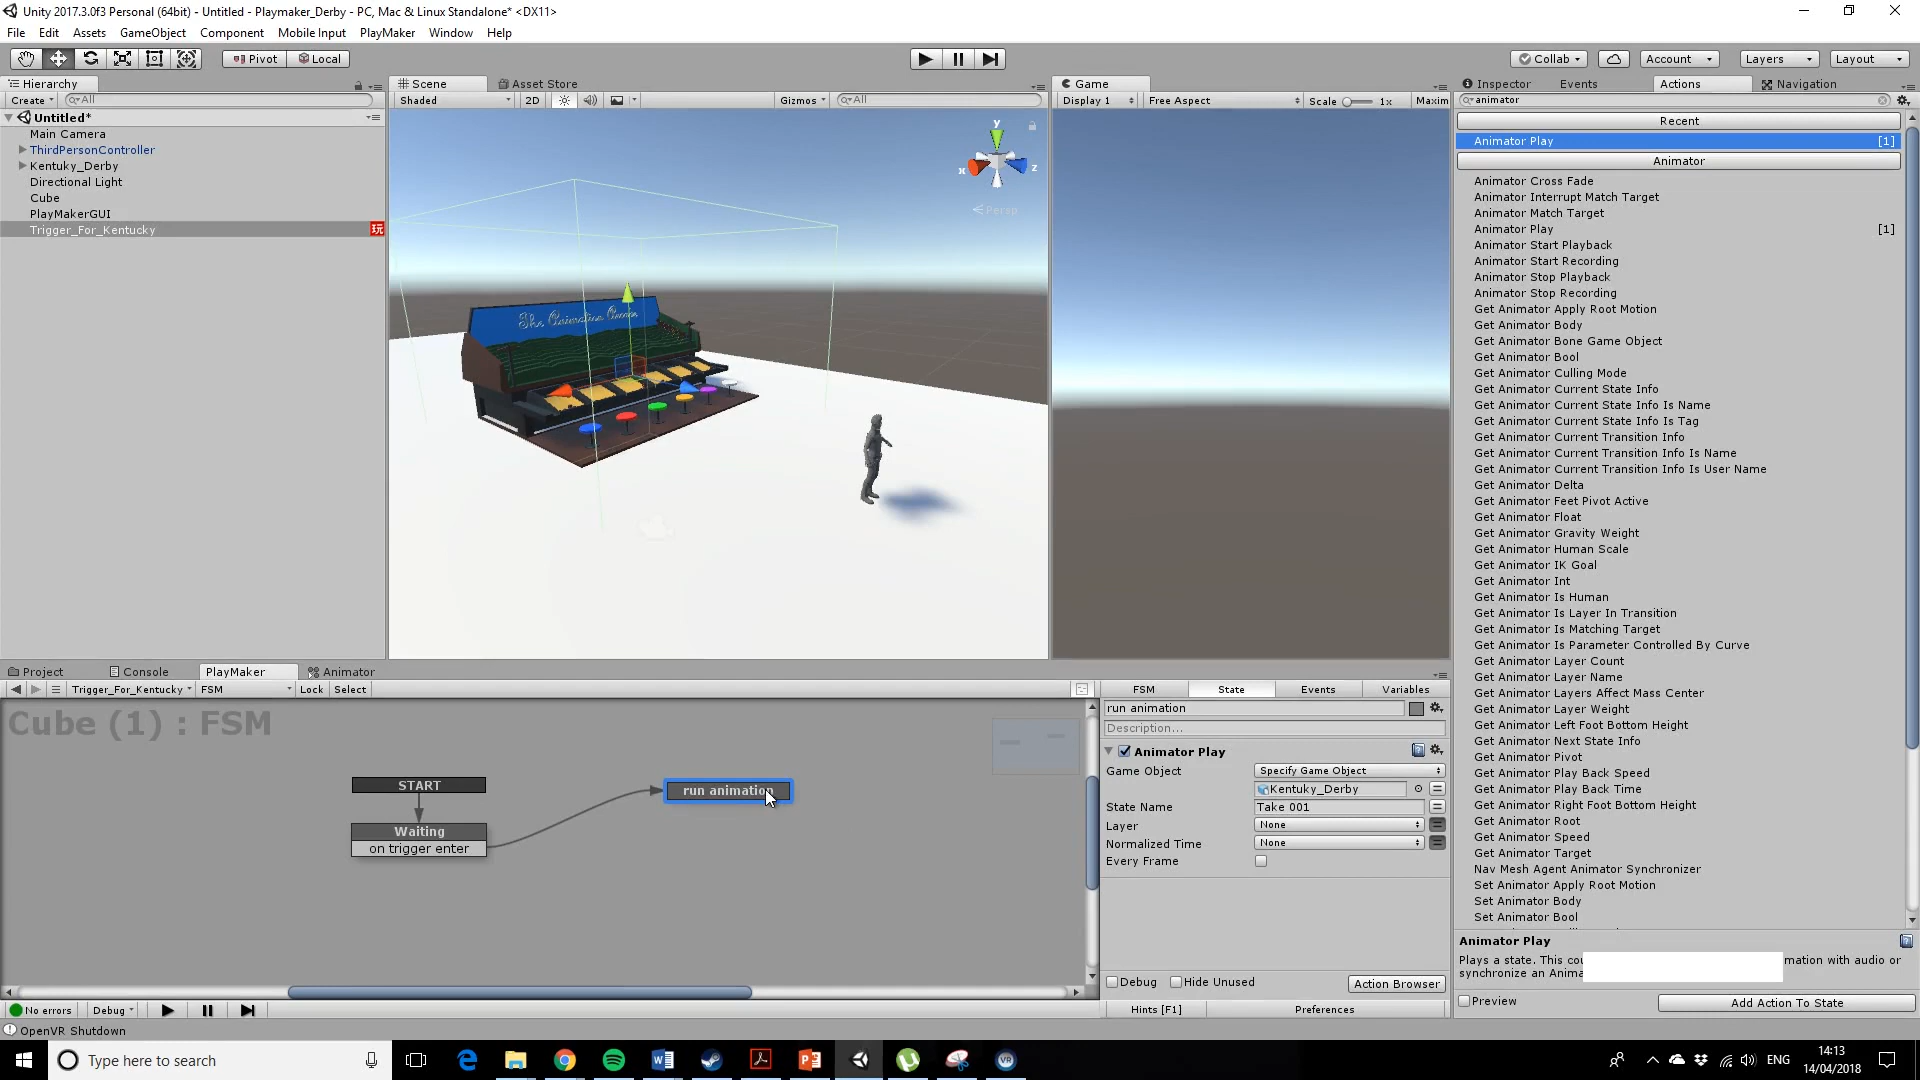 Unity 2017.3.0f3 Personal (64bit) - Untitled - Playmaker_Derby - PC, Mac & Linux Standalone* <DX11>
File Edit Assets GameObject Component Mobile Input PlayMaker Window Help
Pivot Local Collab Account Layers Layout
Hierarchy
Create All
Untitled*
Main Camera
ThirdPersonController
Kentuky_Derby
Directional Light
Cube
PlayMakerGUI
Trigger_For_Kentucky 玩
Scene Asset Store
Shaded 2D Gizmos All
y
x z
Persp
The Animation Arcade
Game
Display 1 Free Aspect Scale 1x Maxim
Inspector Events Actions Navigation
animator
Recent
Animator Play [1]
Animator
Animator Cross Fade
Animator Interrupt Match Target
Animator Match Target
Animator Play [1]
Animator Start Playback
Animator Start Recording
Animator Stop Playback
Animator Stop Recording
Get Animator Apply Root Motion
Get Animator Body
Get Animator Bone Game Object
Get Animator Bool
Get Animator Culling Mode
Get Animator Current State Info
Get Animator Current State Info Is Name
Get Animator Current State Info Is Tag
Get Animator Current Transition Info
Get Animator Current Transition Info Is Name
Get Animator Current Transition Info Is User Name
Get Animator Delta
Get Animator Feet Pivot Active
Get Animator Float
Get Animator Gravity Weight
Get Animator Human Scale
Get Animator IK Goal
Get Animator Int
Get Animator Is Human
Get Animator Is Layer In Transition
Get Animator Is Matching Target
Get Animator Is Parameter Controlled By Curve
Get Animator Layer Count
Get Animator Layer Name
Get Animator Layers Affect Mass Center
Get Animator Layer Weight
Get Animator Left Foot Bottom Height
Get Animator Next State Info
Get Animator Pivot
Get Animator Play Back Speed
Get Animator Play Back Time
Get Animator Right Foot Bottom Height
Get Animator Root
Get Animator Speed
Get Animator Target
Nav Mesh Agent Animator Synchronizer
Set Animator Apply Root Motion
Set Animator Body
Set Animator Bool
Animator Play
Plays a state. This cou mation with audio or
synchronize an Anima
Preview Add Action To State
Project Console PlayMaker Animator
Trigger_For_Kentucky FSM Lock Select
Cube (1) : FSM
START
Waiting
on trigger enter
run animation
FSM State Events Variables
run animation
Description...
Animator Play
Game Object Specify Game Object
Kentuky_Derby
State Name Take 001
Layer None
Normalized Time None
Every Frame
Debug Hide Unused Action Browser
No errors Debug Hints [F1] Preferences
OpenVR Shutdown
Type here to search
ENG
14:13
14/04/2018